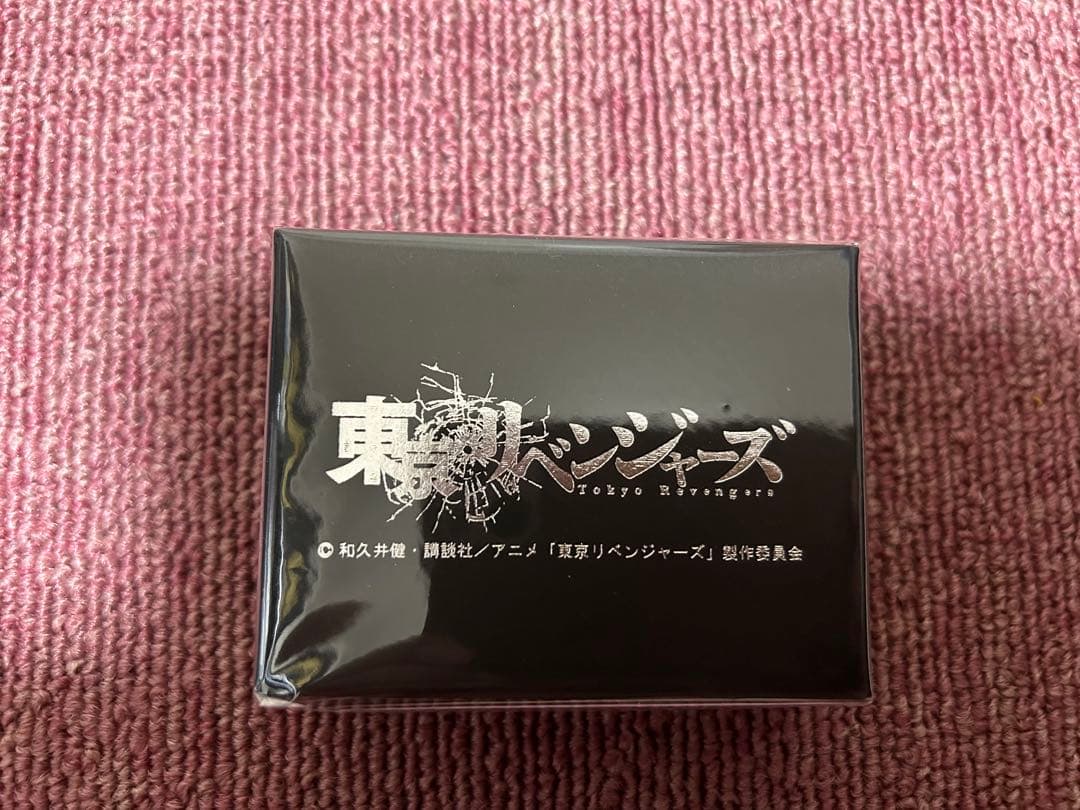 東京リベンジャーズ
Tokyo Revengers
© 和久井健・講談社／アニメ「東京リベンジャーズ」製作委員会